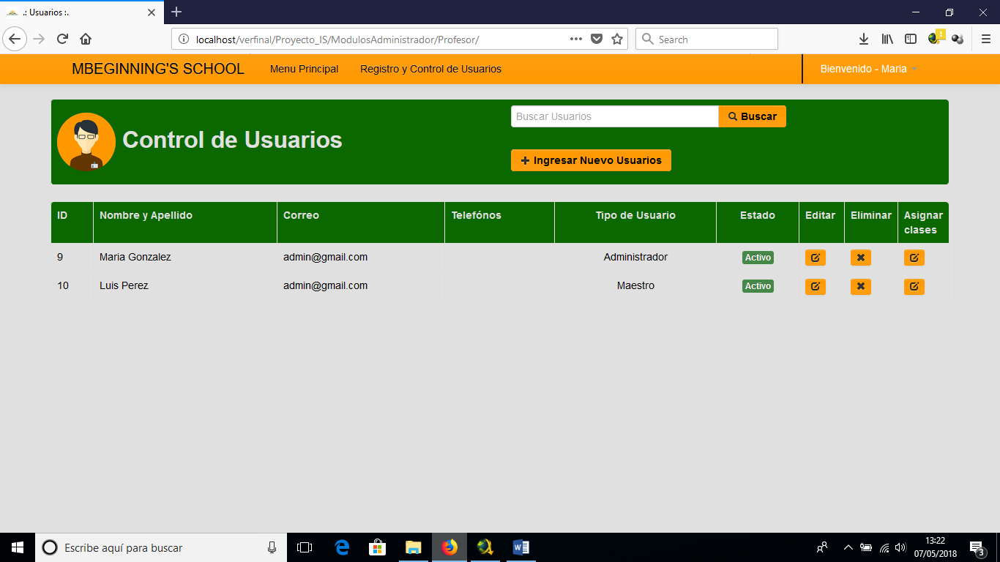 .: Usuarios :.
localhost/verfinal/Proyecto_IS/ModulosAdministrador/Profesor/
Search
MBEGINNING'S SCHOOL
Menu Principal
Registro y Control de Usuarios
Bienvenido - Maria
Control de Usuarios
Buscar Usuarios
Buscar
Ingresar Nuevo Usuarios
ID Nombre y Apellido Correo Telefónos Tipo de Usuario Estado Editar Eliminar Asignar
clases
9 Maria Gonzalez admin@gmail.com Administrador Activo
10 Luis Perez admin@gmail.com Maestro Activo
Escribe aquí para buscar
13:22
07/05/2018
3